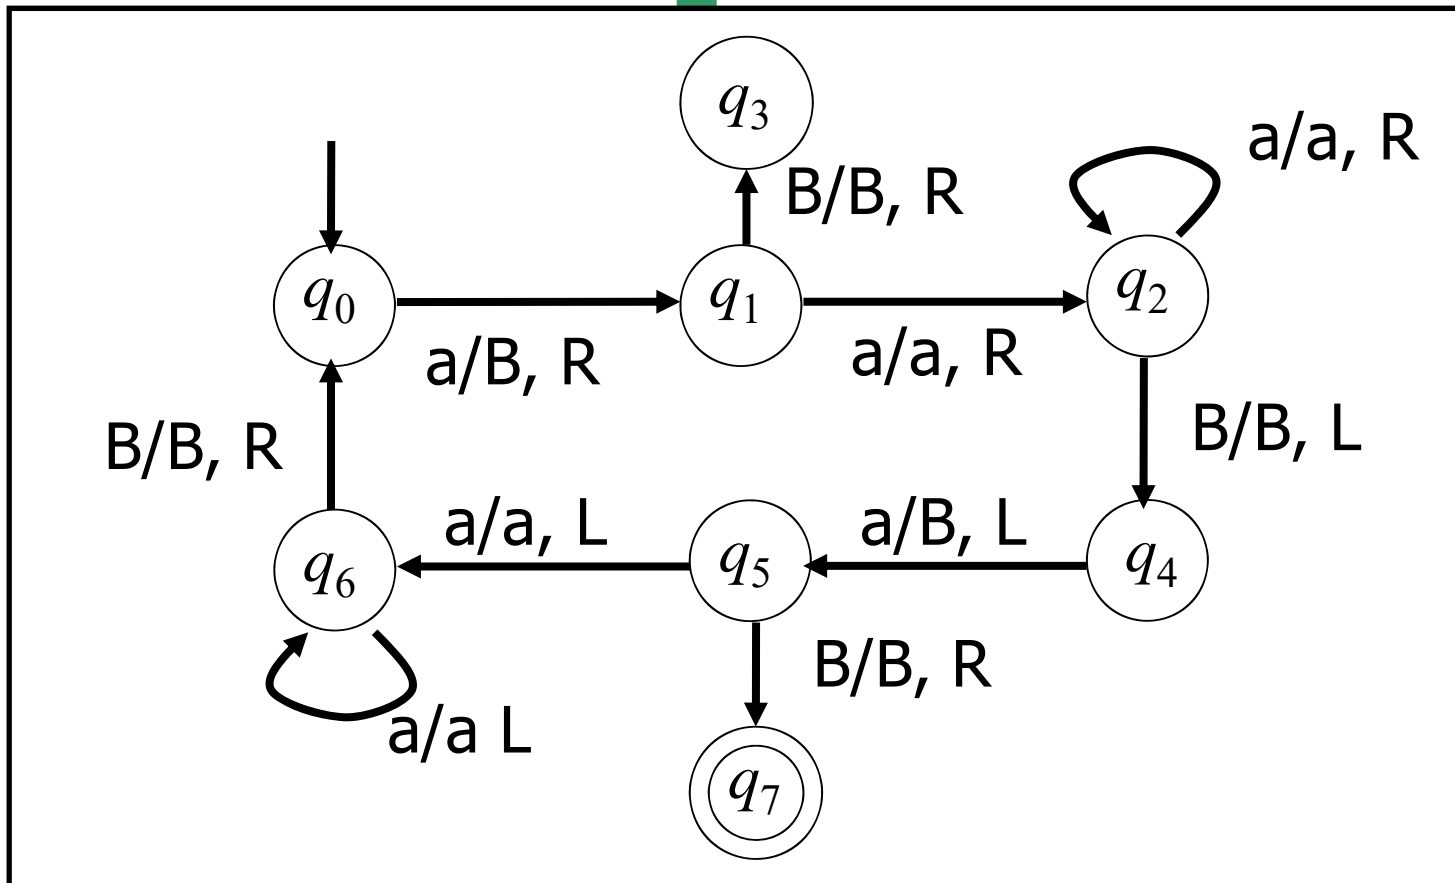 q3
a/a, R
B/B, R
q0
q1
q2
a/B, R
a/a, R
B/B, R
B/B, L
a/a, L
a/B, L
q6
q5
q4
B/B, R
a/a L
q7